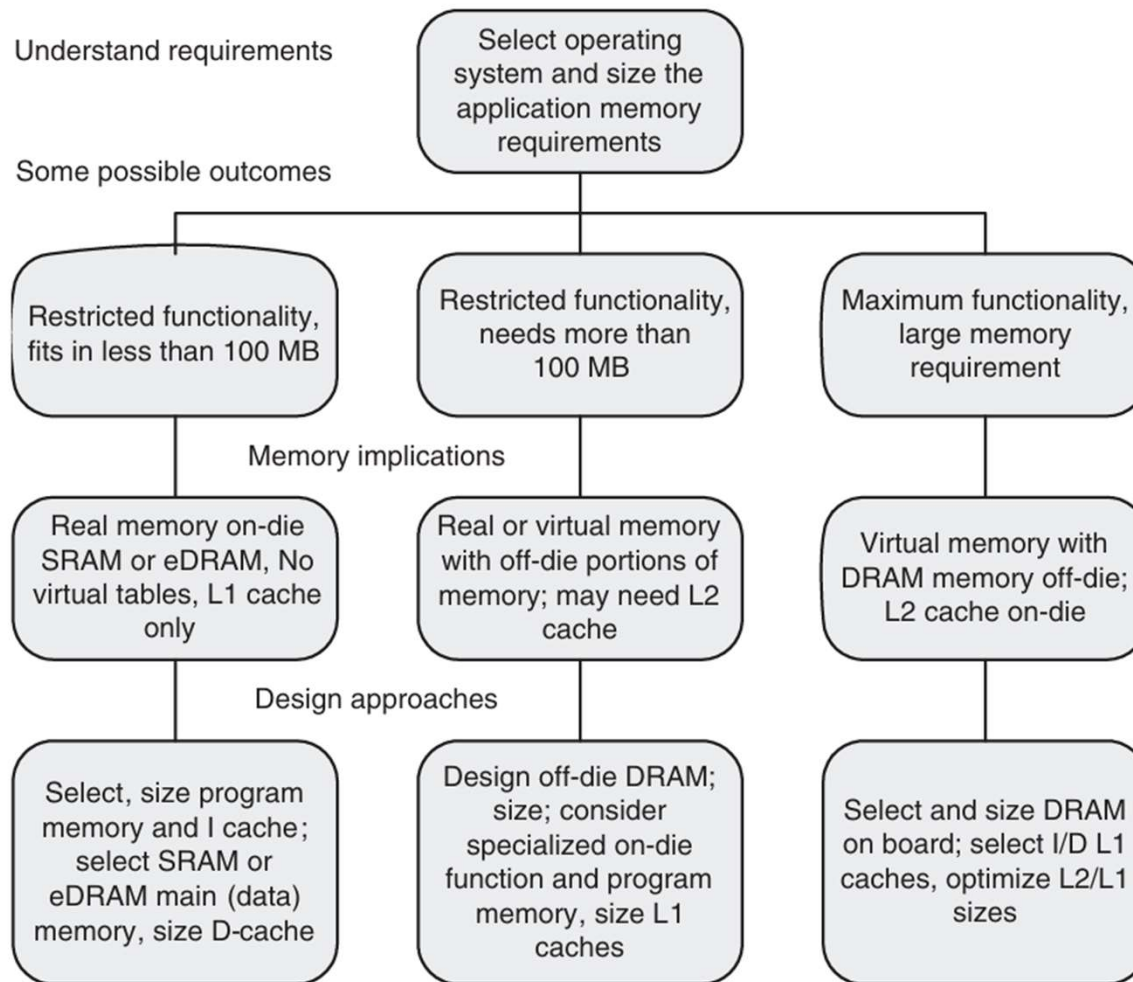 Understand requirements
Select operating
system and size the
application memory
requirements
Some possible outcomes
Restricted functionality,
fits in less than 100 MB
Restricted functionality,
needs more than
100 MB
Maximum functionality,
large memory
requirement
Memory implications
Real memory on-die
SRAM or eDRAM, No
virtual tables, L1 cache
only
Real or virtual memory
with off-die portions of
memory; may need L2
cache
Virtual memory with
DRAM memory off-die;
L2 cache on-die
Design approaches
Select, size program
memory and I cache;
select SRAM or
eDRAM main (data)
memory, size D-cache
Design off-die DRAM;
size; consider
specialized on-die
function and program
memory, size L1
caches
Select and size DRAM
on board; select I/D L1
caches, optimize L2/L1
sizes